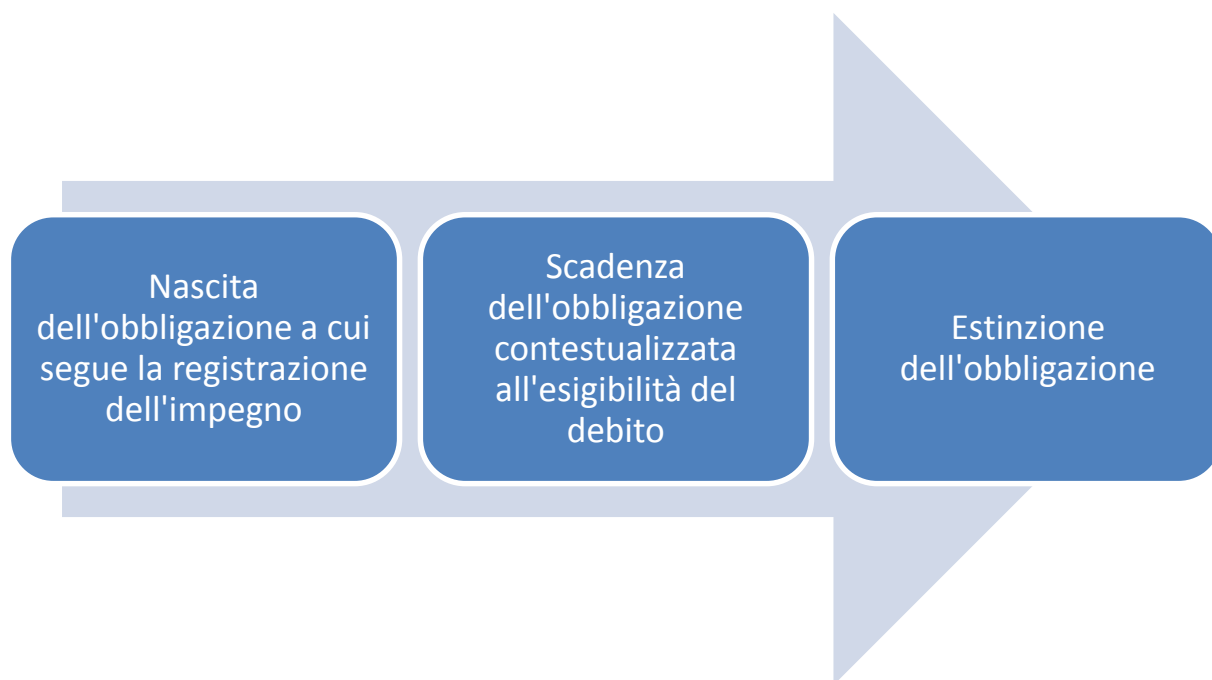 Nascita
dell'obbligazione a cui
segue la registrazione
dell'impegno
Scadenza
dell'obbligazione
contestualizzata
all'esigibilità del
debito
Estinzione
dell'obbligazione